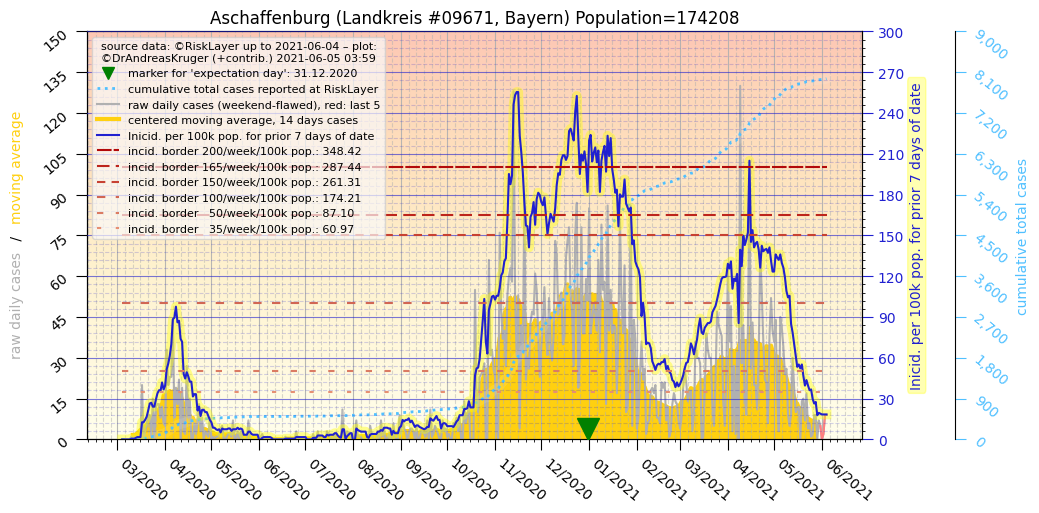 Aschaffenburg (Landkreis #09671, Bayern) Population=174208
source data: ©RiskLayer up to 2021-06-04 – plot:
©DrAndreasKruger (+contrib.) 2021-06-05 03:59
marker for 'expectation day': 31.12.2020
cumulative total cases reported at RiskLayer
raw daily cases (weekend-flawed), red: last 5
centered moving average, 14 days cases
Inicid. per 100k pop. for prior 7 days of date
incid. border 200/week/100k pop.: 348.42
incid. border 165/week/100k pop.: 287.44
incid. border 150/week/100k pop.: 261.31
incid. border 100/week/100k pop.: 174.21
incid. border   50/week/100k pop.: 87.10
incid. border   35/week/100k pop.: 60.97
raw daily cases  /  moving average
150
135
120
105
90
75
60
45
30
15
0
03/2020
04/2020
05/2020
06/2020
07/2020
08/2020
09/2020
10/2020
11/2020
12/2020
01/2021
02/2021
03/2021
04/2021
05/2021
06/2021
300
270
240
210
180
150
120
90
60
30
0
Inicid. per 100k pop. for prior 7 days of date
9,000
8,100
7,200
6,300
5,400
4,500
3,600
2,700
1,800
900
0
cumulative total cases